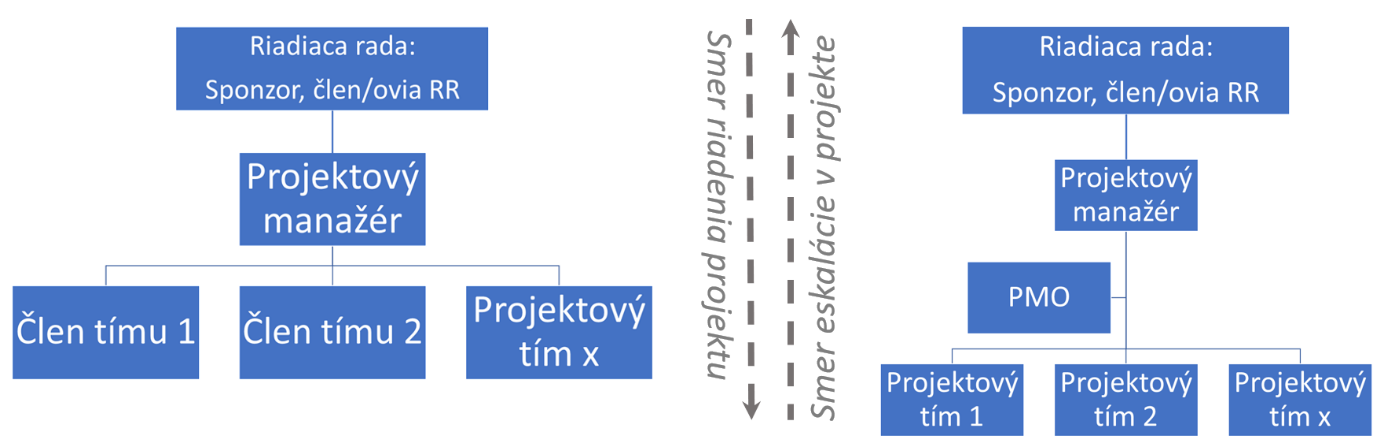 Riadiaca rada:
Sponzor, člen/ovia RR
Projektový
manažér
Člen tímu 1
Člen tímu 2
Projektový
tím x
Smer riadenia projektu
Smer eskalácie v projekte
Riadiaca rada:
Sponzor, člen/ovia RR
Projektový
manažér
PMO
Projektový
tím 1
Projektový
tím 2
Projektový
tím x